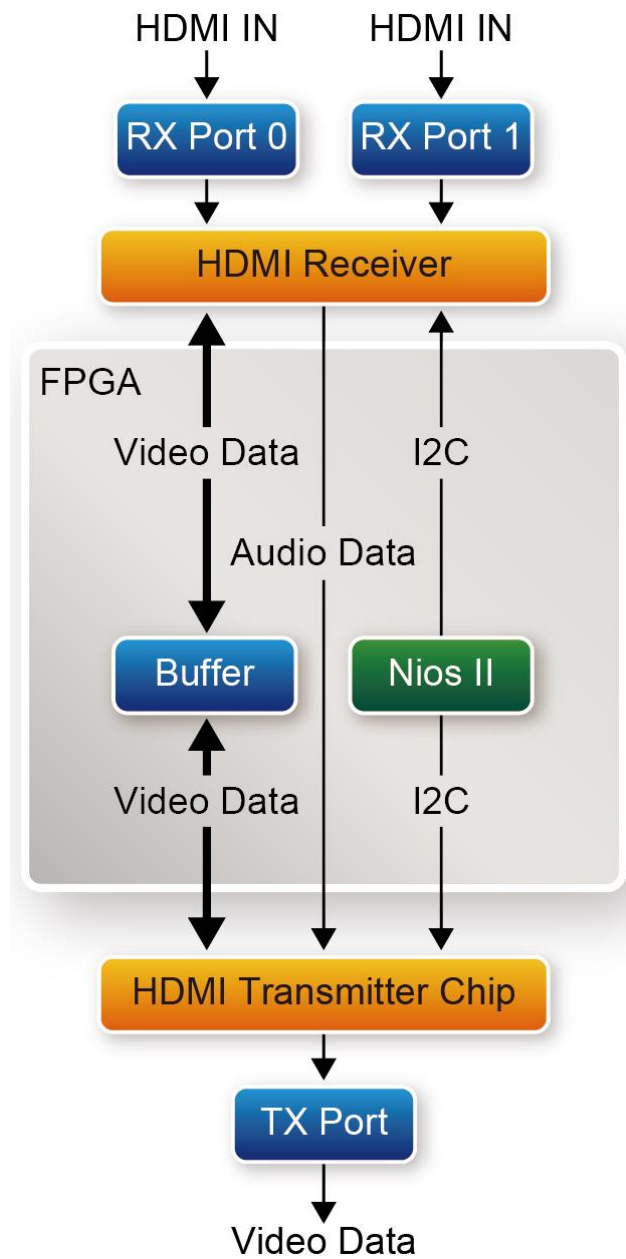 HDMI IN HDMI IN
RX Port 0 RX Port 1
HDMI Receiver
FPGA
Video Data I2C
Audio Data
Buffer Nios II
Video Data I2C
HDMI Transmitter Chip
TX Port
Video Data